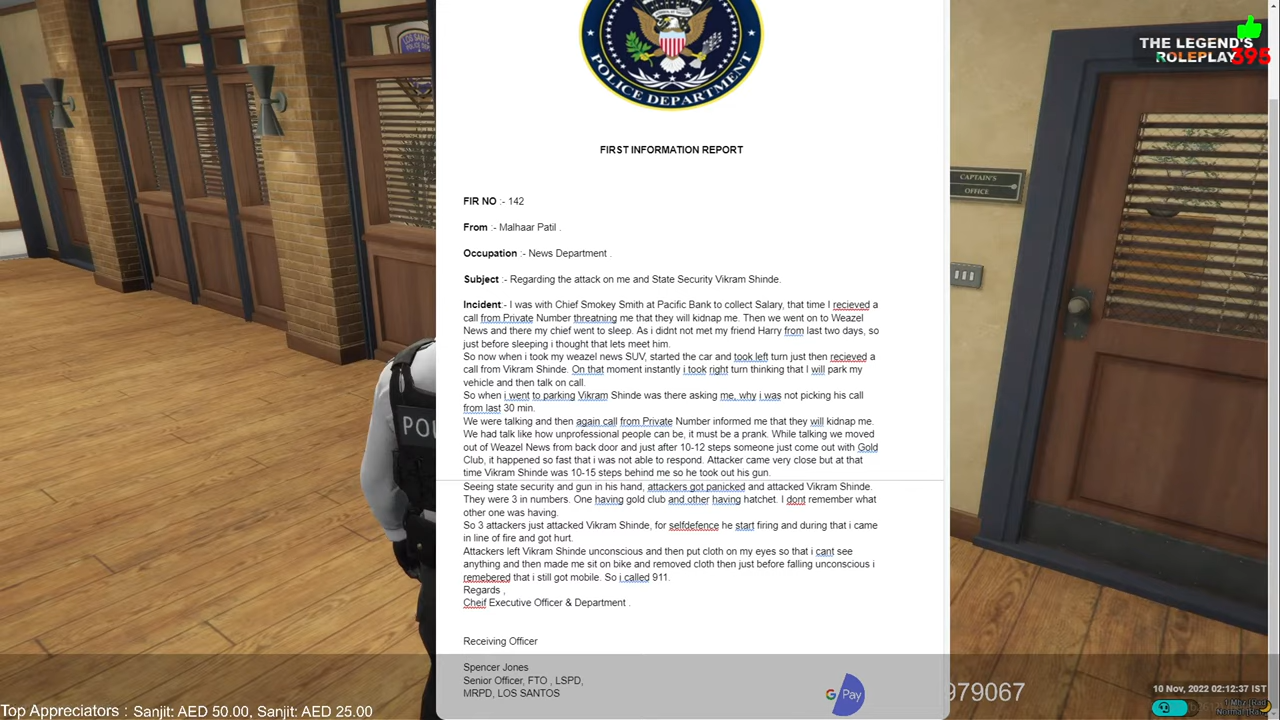 POLICE DEPARTMENT
THE LEGEND'S
ROLEPLAY
395
LOS SANTOS
FIRST INFORMATION REPORT
CAPTAIN'S
OFFICE
FIR NO :- 142
From :- Malhaar Patil .
Occupation :- News Department .
Subject :- Regarding the attack on me and State Security Vikram Shinde.
Incident:- I was with Chief Smokey Smith at Pacific Bank to collect Salary, that time I recieved a
call from Private Number threatning me that they will kidnap me. Then we went on to Weazel
News and there my chief went to sleep. As i didnt not met my friend Harry from last two days, so
just before sleeping i thought that lets meet him.
So now when i took my weazel news SUV, started the car and took left turn just then recieved a
call from Vikram Shinde. On that moment instantly i took right turn thinking that I will park my
vehicle and then talk on call.
So when i went to parking Vikram Shinde was there asking me, why i was not picking his call
from last 30 min.
We were talking and then again call from Private Number informed me that they will kidnap me.
We had talk like how unprofessional people can be, it must be a prank. While talking we moved
out of Weazel News from back door and just after 10-12 steps someone just come out with Gold
Club, it happened so fast that i was not able to respond. Attacker came very close but at that
time Vikram Shinde was 10-15 steps behind me so he took out his gun.
Seeing state security and gun in his hand, attackers got panicked and attacked Vikram Shinde.
They were 3 in numbers. One having gold club and other having hatchet. I dont remember what
other one was having.
So 3 attackers just attacked Vikram Shinde, for selfdefence he start firing and during that i came
in line of fire and got hurt.
Attackers left Vikram Shinde unconscious and then put cloth on my eyes so that i cant see
anything and then made me sit on bike and removed cloth then just before falling unconscious i
remebered that i still got mobile. So i called 911.
Regards ,
Cheif Executive Officer & Department .
Receiving Officer
Spencer Jones
Senior Officer, FTO , LSPD,
MRPD, LOS SANTOS
G Pay
979067
10 Nov, 2022 02:12:37 IST
Top Appreciators : Sanjit: AED 50.00, Sanjit: AED 25.00